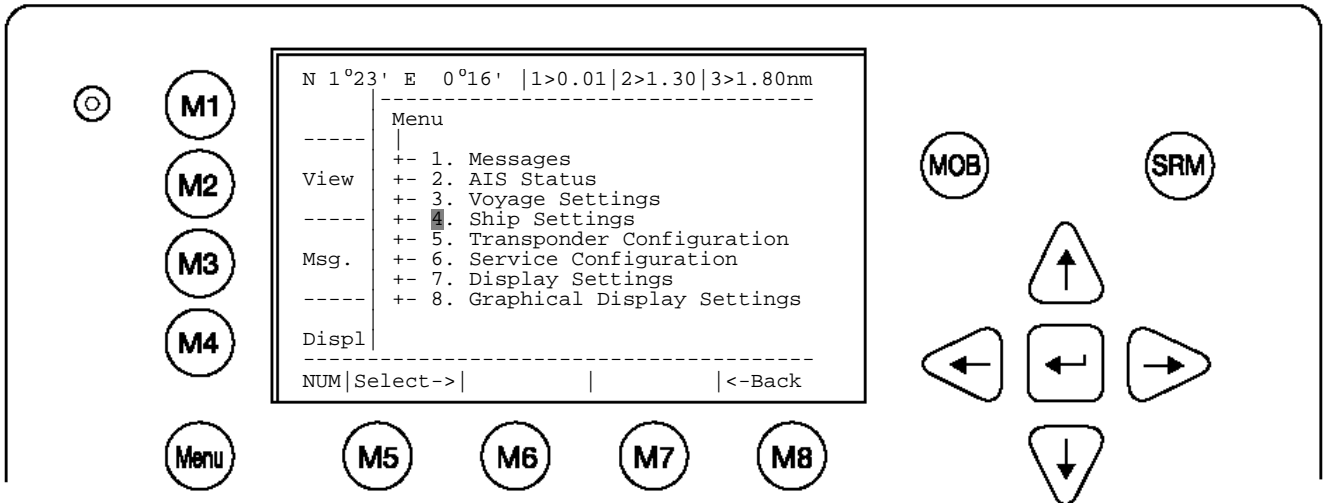 N 1°23' E 0°16' |1>0.01|2>1.30|3>1.80nm
M1
Menu
M2
View
+- 1. Messages
+- 2. AIS Status
+- 3. Voyage Settings
+- 4. Ship Settings
+- 5. Transponder Configuration
+- 6. Service Configuration
+- 7. Display Settings
+- 8. Graphical Display Settings
M3
Msg.
M4
Displ
NUM|Select->| | |<-Back
MOB
SRM
Menu
M5
M6
M7
M8